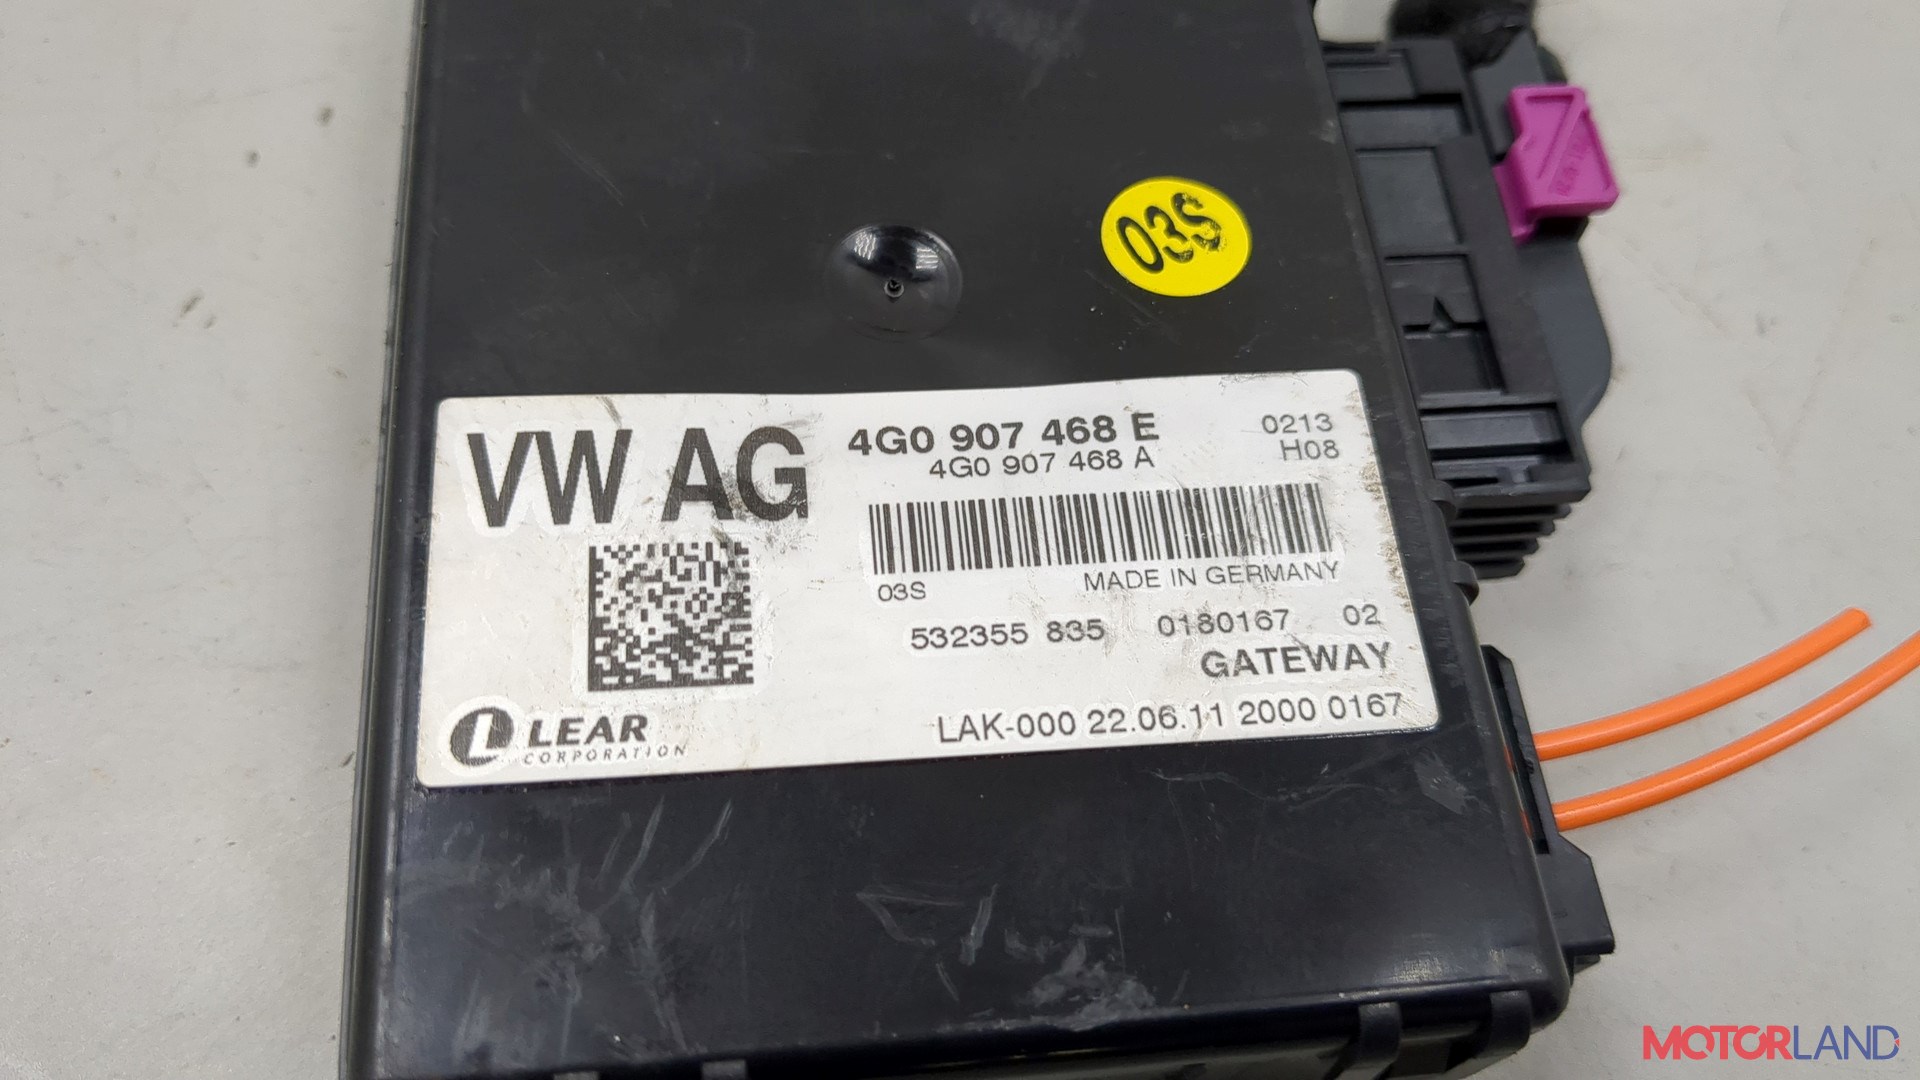 03S
VW AG
4G0 907 468 E
0213
4G0 907 468 A
H08
03S
MADE IN GERMANY
532355 835 0180167 02
GATEWAY
LEAR
CORPORATION
LAK-000 22.06.11 2000 0167
MOTORLAND